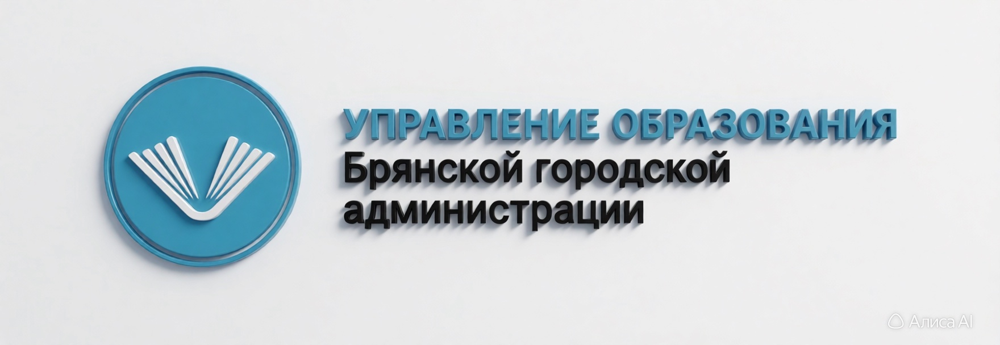 УПРАВЛЕНИЕ ОБРАЗОВАНИЯ
Брянской городской
администрации
Алиса AI